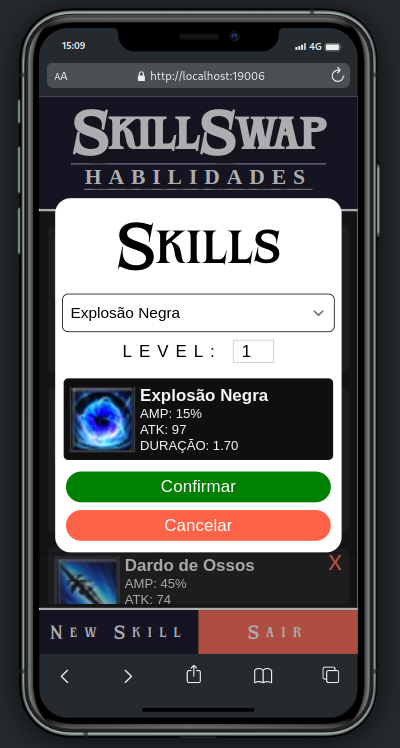 15:09
4G
AA
http://localhost:19006
SKILLSWAP
HABILIDADES
SKILLS
Explosão Negra
LEVEL: 1
Explosão Negra
AMP: 15%
ATK: 97
DURAÇÃO: 1.70
Confirmar
Cancelar
Dardo de Ossos X
AMP: 45%
ATK: 74
NEW SKILL SAIR